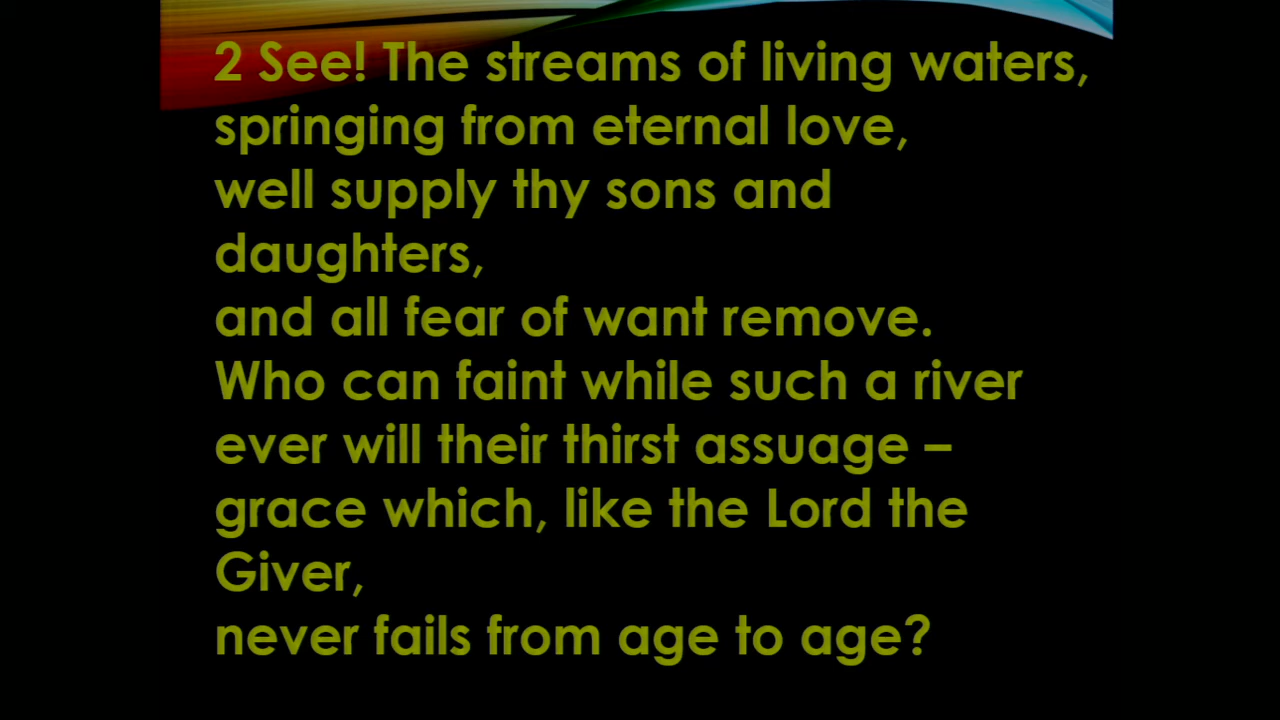 2 See! The streams of living waters,
springing from eternal love,
well supply thy sons and
daughters,
and all fear of want remove.
Who can faint while such a river
ever will their thirst assuage –
grace which, like the Lord the
Giver,
never fails from age to age?